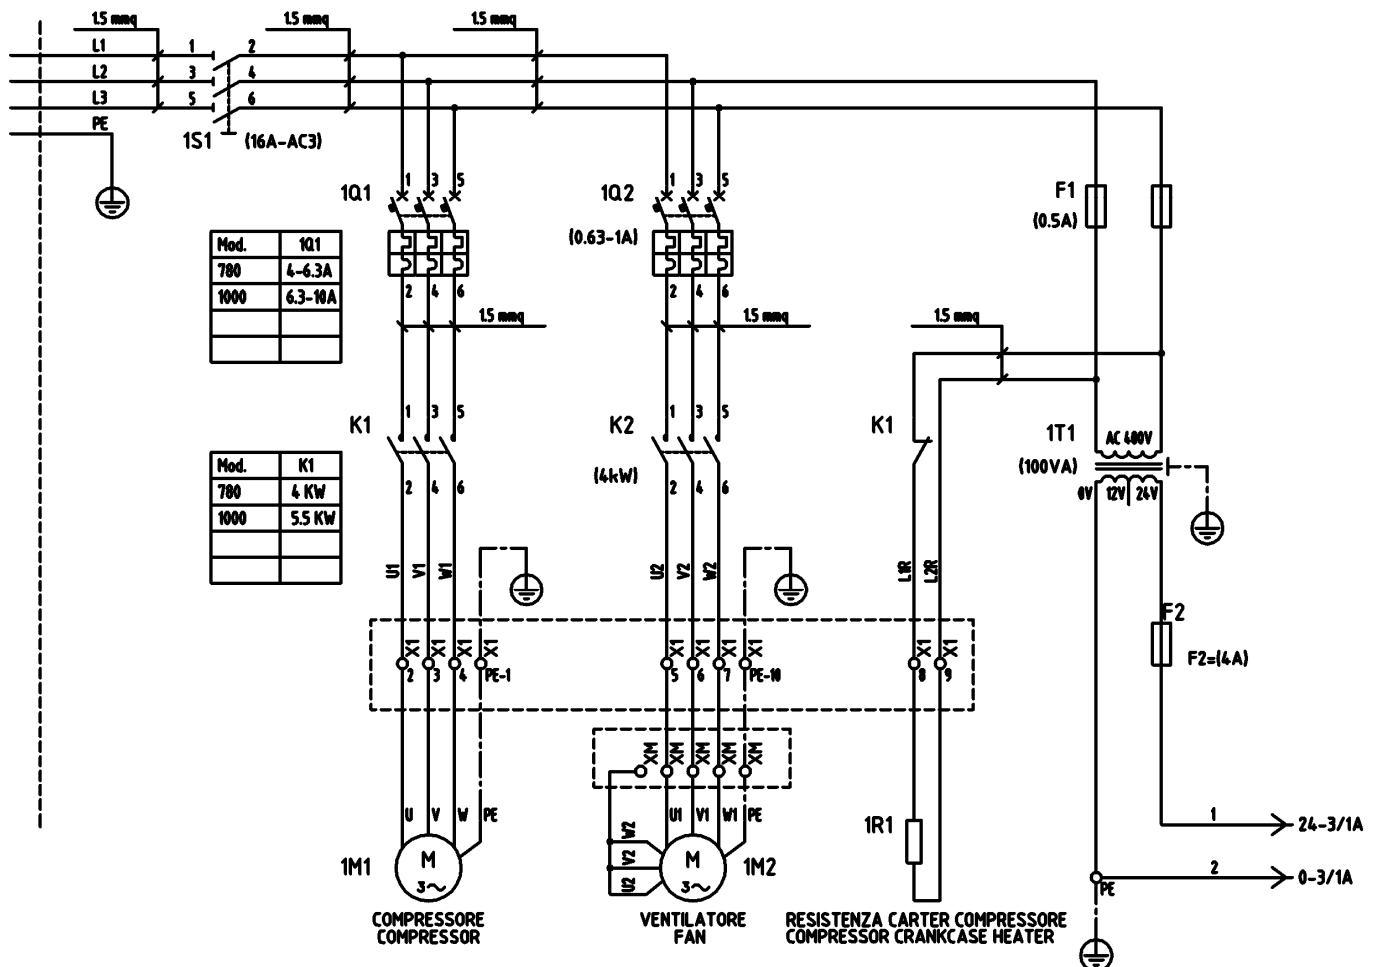 1.5 mmq 1.5 mmq 1.5 mmq
L1 1 2
L2 3 4
L3 5 6
PE
1S1 (16A-AC3)
1Q1 1 3 5
1Q2 1 3 5
(0.63-1A)
F1
(0.5A)
Mod. 1Q1
780 4-6.3A
1000 6.3-10A
2 4 6
2 4 6
1.5 mmq 1.5 mmq 1.5 mmq
K1 1 3 5
K2 1 3 5
(4kW)
K1
1T1 AC 400V
(100VA)
0V 12V 24V
Mod. K1
780 4 KW
1000 5.5 KW
2 4 6
2 4 6
U1 V1 W1
U2 V2 W2
L1R L2R
F2
F2=(4A)
X1 X1 X1 X1
X1 X1 X1 X1
X1 X1
2 3 4 PE-1
5 6 7 PE-10
8 9
XM XM XM XM XM
U V W PE
U1 V1 W1 PE
W2
V2
U2
1M1 M 3~
M 3~ 1M2
1R1
1 24-3/1A
2 0-3/1A
PE
COMPRESSORE
COMPRESSOR
VENTILATORE
FAN
RESISTENZA CARTER COMPRESSORE
COMPRESSOR CRANKCASE HEATER